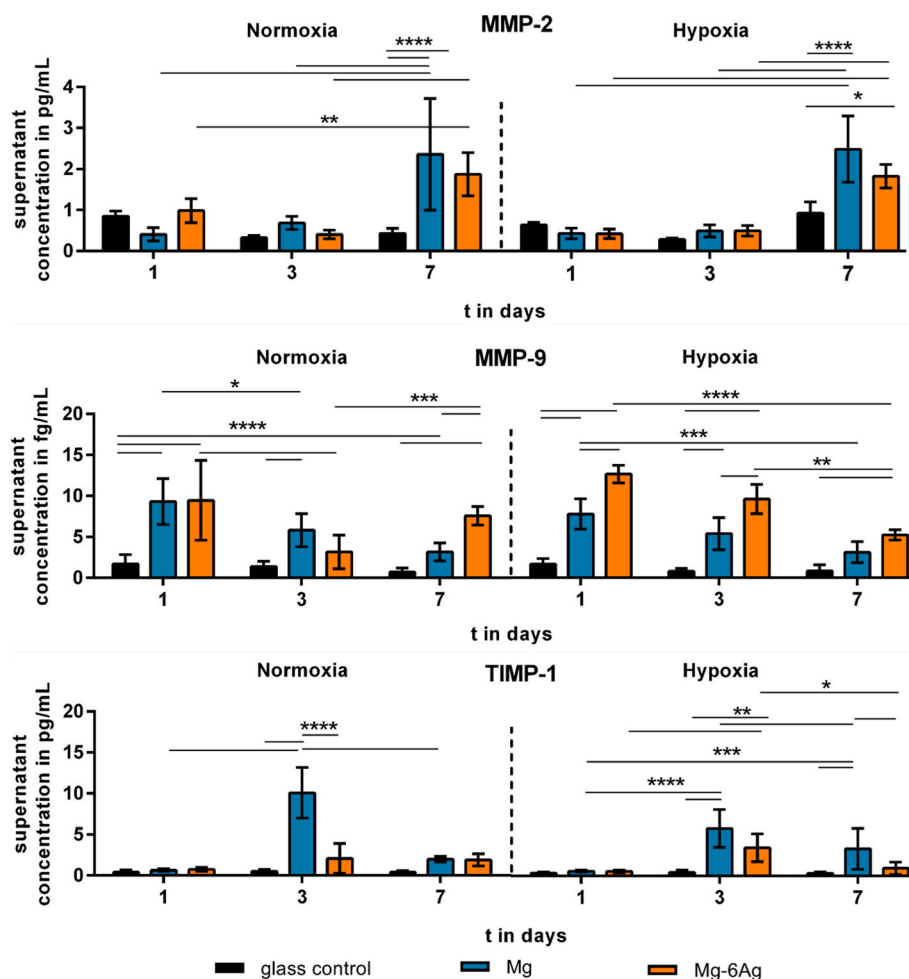 Normoxia MMP-2 Hypoxia
**** ****
** *
supernatant
concentration in pg/mL
4
3
2
1
0
1 3 7 1 3 7
t in days
Normoxia MMP-9 Hypoxia
* *** ****
**** *** **
supernatant
concentration in fg/mL
20
15
10
5
0
1 3 7 1 3 7
t in days
Normoxia TIMP-1 Hypoxia
*
**** **
***
****
supernatant
concentration in pg/mL
20
15
10
5
0
1 3 7 1 3 7
t in days
glass control Mg Mg-6Ag